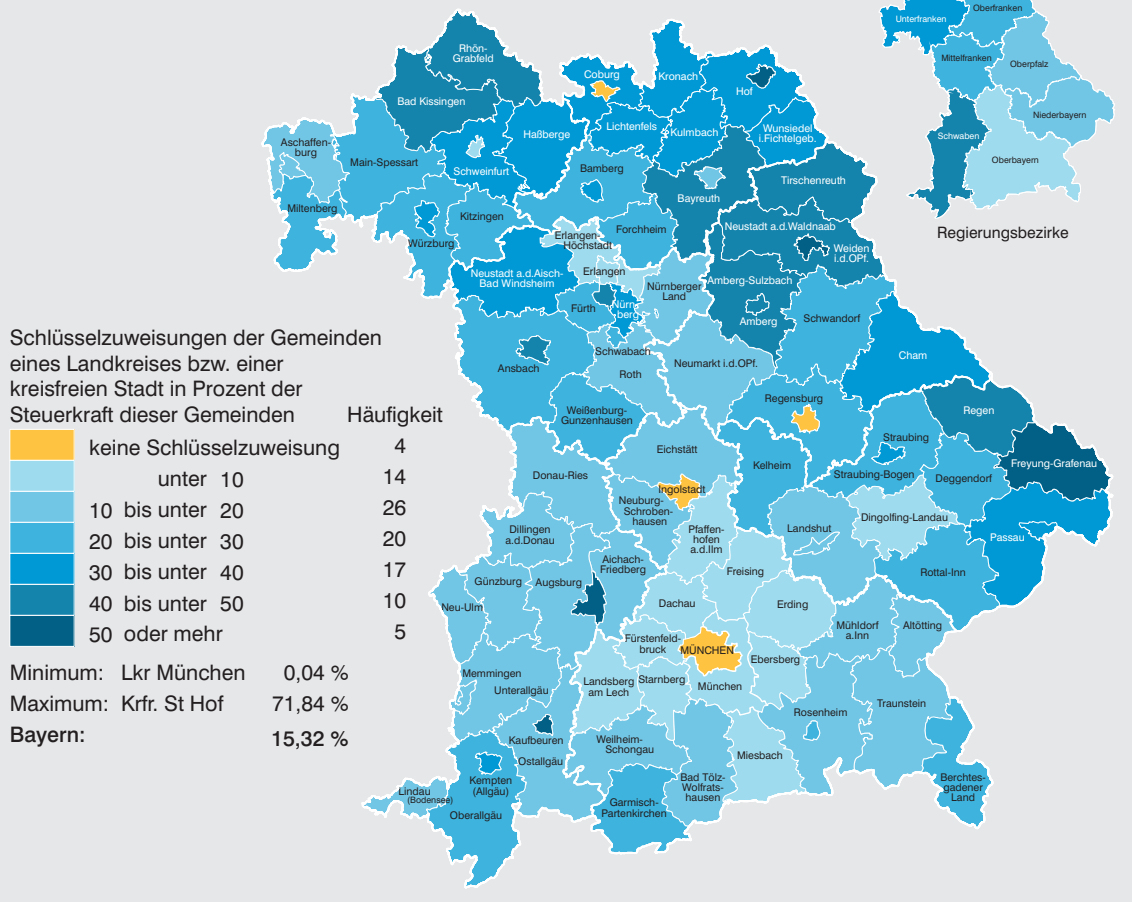 Oberfranken
Unterfranken
Mittelfranken
Oberpfalz
Niederbayern
Schwaben
Oberbayern
Regierungsbezirke
Rhön-
Grabfeld
Bad Kissingen
Coburg
Kronach
Hof
Lichtenfels
Kulmbach
Wunsiedel
i.Fichtelgeb.
Haßberge
Schweinfurt
Aschaffen-
burg
Main-Spessart
Miltenberg
Würzburg
Kitzingen
Bamberg
Bayreuth
Tirschenreuth
Forchheim
Erlangen-
Höchstadt
Erlangen
Neustadt a.d.Waldnaab
Weiden
i.d.OPf.
Neustadt a.d.Aisch-
Bad Windsheim
Fürth
Nürn-
berg
Nürnberger
Land
Amberg-Sulzbach
Amberg
Schwandorf
Cham
Ansbach
Schwabach
Roth
Neumarkt i.d.OPf.
Weißenburg-
Gunzenhausen
Regensburg
Regen
Freyung-Grafenau
Straubing
Straubing-Bogen
Deggendorf
Eichstätt
Kelheim
Ingolstadt
Donau-Ries
Neuburg-
Schroben-
hausen
Pfaffen-
hofen
a.d.Ilm
Landshut
Dingolfing-Landau
Passau
Rottal-Inn
Dillingen
a.d.Donau
Aichach-
Friedberg
Günzburg
Augsburg
Neu-Ulm
Freising
Dachau
Erding
Mühldorf
a.Inn
Altötting
Fürstenfeld-
bruck
MÜNCHEN
Ebersberg
München
Starnberg
Landsberg
am Lech
Memmingen
Unterallgäu
Kaufbeuren
Ostallgäu
Weilheim-
Schongau
Bad Tölz-
Wolfrats-
hausen
Miesbach
Rosenheim
Traunstein
Berchtes-
gadener
Land
Garmisch-
Partenkirchen
Lindau
(Bodensee)
Kempten
(Allgäu)
Oberallgäu
Schlüsselzuweisungen der Gemeinden
eines Landkreises bzw. einer
kreisfreien Stadt in Prozent der
Steuerkraft dieser Gemeinden Häufigkeit
keine Schlüsselzuweisung 4
unter 10 14
10 bis unter 20 26
20 bis unter 30 20
30 bis unter 40 17
40 bis unter 50 10
50 oder mehr 5
Minimum: Lkr München 0,04 %
Maximum: Krfr. St Hof 71,84 %
Bayern: 15,32 %